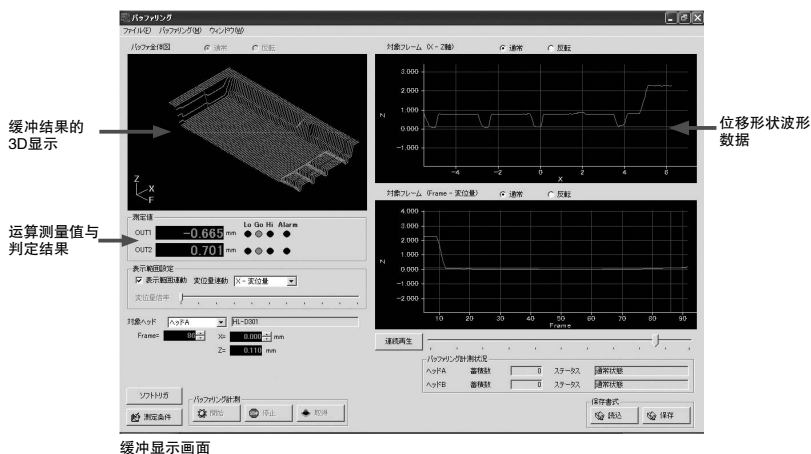 バッファリング
ファイル(F) バッファリング(M) ウィンドウ(W)
バッファ全体図 通常 反転
Z
X
F
缓冲结果的
3D显示
対象フレーム (X - Z軸) 通常 反転
3.000
2.000
1.000
0.000
-1.000
Z
-4 -2 0 2 4 6
X
位移形状波形
数据
測定値
Lo Go Hi Alarm
OUT1 -0.665 mm
OUT2 0.701 mm
运算测量值与
判定结果
表示範囲設定
表示範囲連動 変位量連動 X - 変位量
変位量倍率
対象ヘッド ヘッドA HL-D301
Frame= 86 X= 0.000 mm
Z= 0.110 mm
対象フレーム (Frame - 変位量) 通常 反転
4.000
3.000
2.000
1.000
0.000
-1.000
-2.000
Z
10 20 30 40 50 60 70 80 90
Frame
連続再生
バッファリング計測状況
ヘッドA 蓄積数 0 ステータス 通常状態
ヘッドB 蓄積数 0 ステータス 通常状態
ソフトトリガ
測定条件
バッファリング計測
開始 停止 取得
保存書式
読込 保存
缓冲显示画面